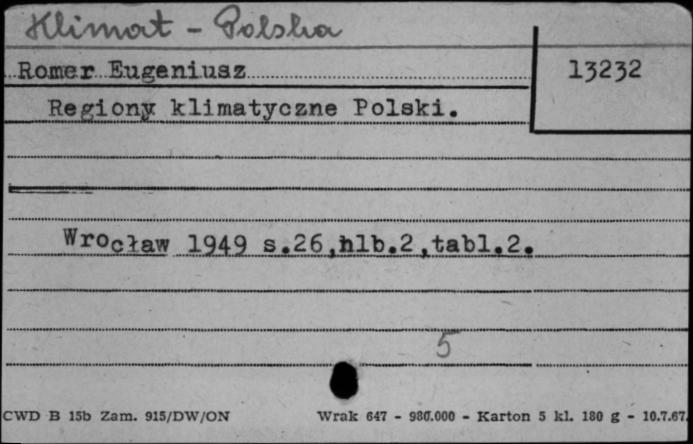 Klimat - Polska
Romer Eugeniusz
13232
Regiony klimatyczne Polski.
Wrocław 1949 s.26,nlb.2,tabl.2.
5
CWD B 15b Zam. 915/DW/ON Wrak 647 - 980.000 - Karton 5 kl. 180 g - 10.7.67.